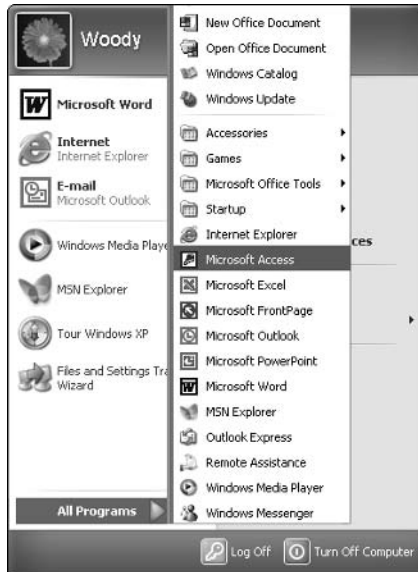 Woody
Microsoft Word
Internet
Internet Explorer
E-mail
Microsoft Outlook
Windows Media Playe
MSN Explorer
Tour Windows XP
Files and Settings Tra
Wizard
All Programs
New Office Document
Open Office Document
Windows Catalog
Windows Update
Accessories
Games
Microsoft Office Tools
Startup
Internet Explorer
Microsoft Access
Microsoft Excel
Microsoft FrontPage
Microsoft Outlook
Microsoft PowerPoint
Microsoft Word
MSN Explorer
Outlook Express
Remote Assistance
Windows Media Player
Windows Messenger
ces
Log Off
Turn Off Computer